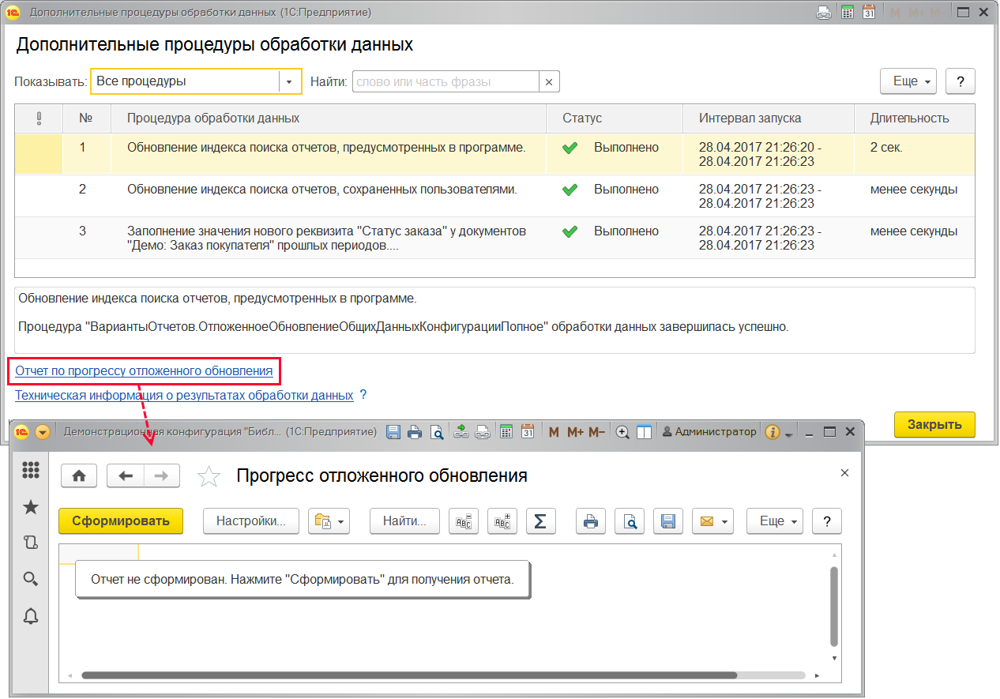 Дополнительные процедуры обработки данных (1С:Предприятие)
31
M M+ M-
Дополнительные процедуры обработки данных
Показывать: Все процедуры Найти: слово или часть фразы × Еще ?
! № Процедура обработки данных Статус Интервал запуска Длительность
1 Обновление индекса поиска отчетов, предусмотренных в программе. Выполнено 28.04.2017 21:26:20 - 2 сек.
28.04.2017 21:26:23
2 Обновление индекса поиска отчетов, сохраненных пользователями. Выполнено 28.04.2017 21:26:23 - менее секунды
28.04.2017 21:26:23
3 Заполнение значения нового реквизита "Статус заказа" у документов Выполнено 28.04.2017 21:26:23 - менее секунды
"Демо: Заказ покупателя" прошлых периодов.... 28.04.2017 21:26:23
Обновление индекса поиска отчетов, предусмотренных в программе.
Процедура "ВариантыОтчетов.ОтложенноеОбновлениеОбщихДанныхКонфигурацииПолное" обработки данных завершилась успешно.
Отчет по прогрессу отложенного обновления
Техническая информация о результатах обработки данных ?
Закрыть
Демонстрационная конфигурация "Библ... (1С:Предприятие) 31 M M+ M- Администратор i
Прогресс отложенного обновления
Сформировать Настройки... Найти... ABC ABC Σ Еще ?
Отчет не сформирован. Нажмите "Сформировать" для получения отчета.